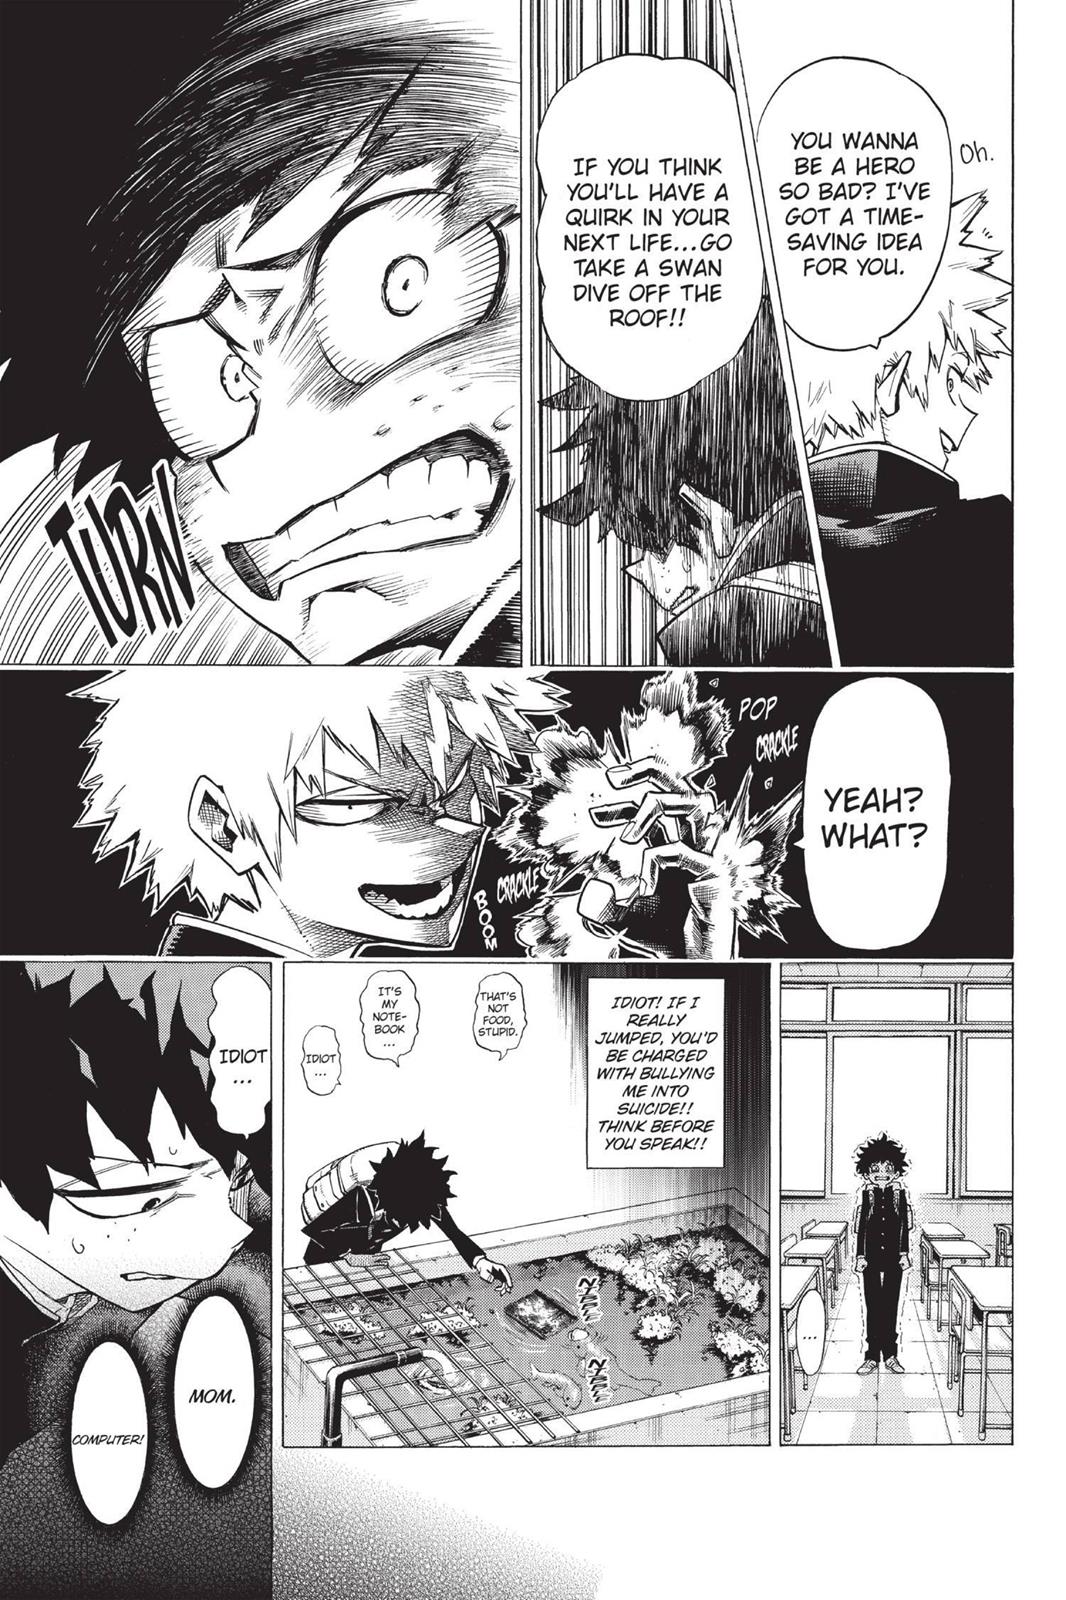 Oh.
YOU WANNA
BE A HERO
SO BAD? I'VE
GOT A TIME-
SAVING IDEA
FOR YOU.
IF YOU THINK
YOU'LL HAVE A
QUIRK IN YOUR
NEXT LIFE...GO
TAKE A SWAN
DIVE OFF THE
ROOF!!
TURN
YEAH?
WHAT?
POP
CRACKLE
CRACKLE
BOOM
...
IDIOT! IF I
REALLY
JUMPED, YOU'D
BE CHARGED
WITH BULLYING
ME INTO
SUICIDE!!
THINK BEFORE
YOU SPEAK!!
THAT'S
NOT
FOOD,
STUPID.
IT'S
MY
NOTE-
BOOK
...
IDIOT
...
IDIOT
...
MOM.
COMPUTER!